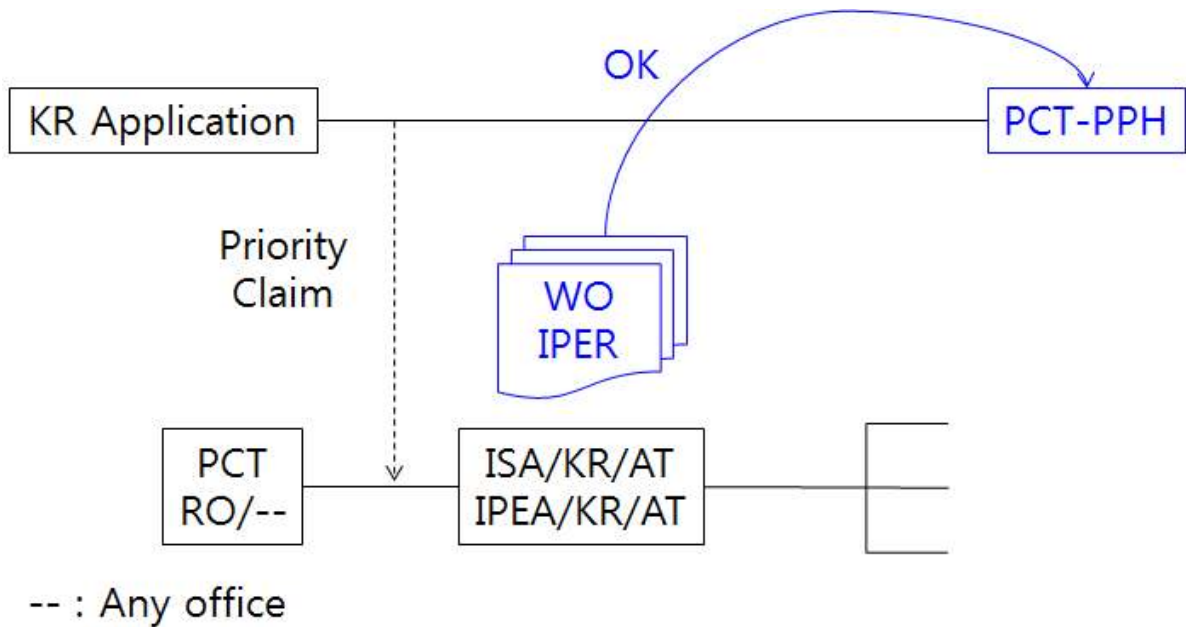 OK
KR Application
PCT-PPH
Priority
Claim
WO
IPER
PCT
RO/--
ISA/KR/AT
IPEA/KR/AT
-- : Any office